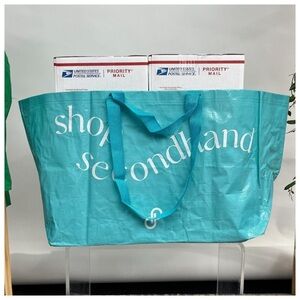 UNITED STATES
POSTAL SERVICE
PRIORITY
MAIL
UNITED STATES
POSTAL SERVICE
PRIORITY
MAIL
shop
secondhand